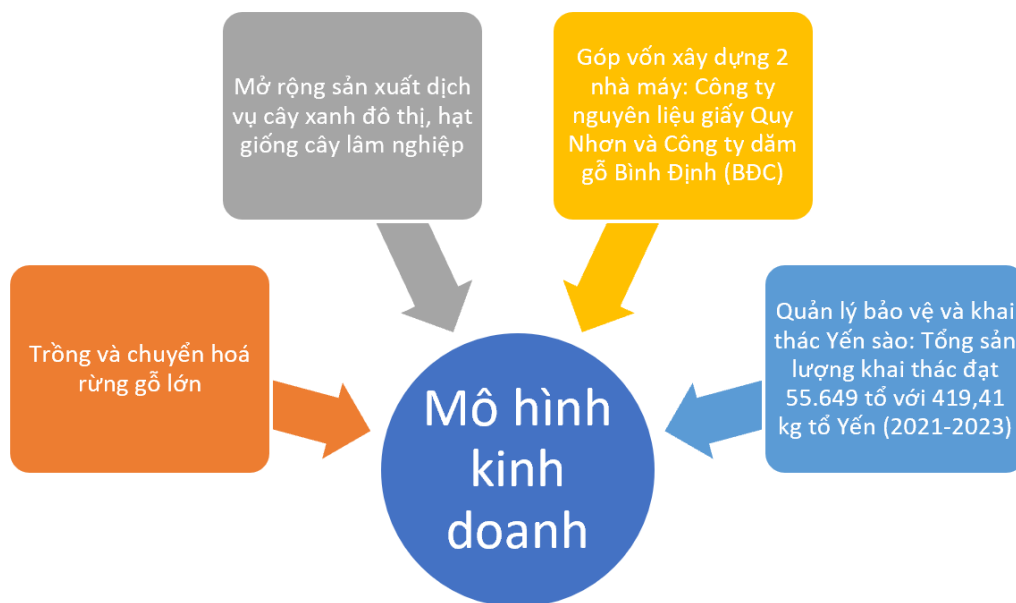 Trồng và chuyển hoá
rừng gỗ lớn
Mở rộng sản xuất dịch
vụ cây xanh đô thị, hạt
giống cây lâm nghiệp
Góp vốn xây dựng 2
nhà máy: Công ty
nguyên liệu giấy Quy
Nhơn và Công ty dăm
gỗ Bình Định (BĐC)
Quản lý bảo vệ và khai
thác Yến sào: Tổng sản
lượng khai thác đạt
55.649 tổ với 419,41
kg tổ Yến (2021-2023)
Mô hình
kinh
doanh